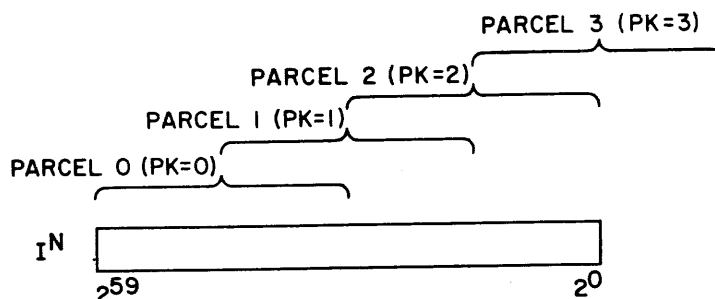 PARCEL 3 (PK=3)
PARCEL 2 (PK=2)
PARCEL 1 (PK=1)
PARCEL 0 (PK=0)
I^N
2^59 2^0